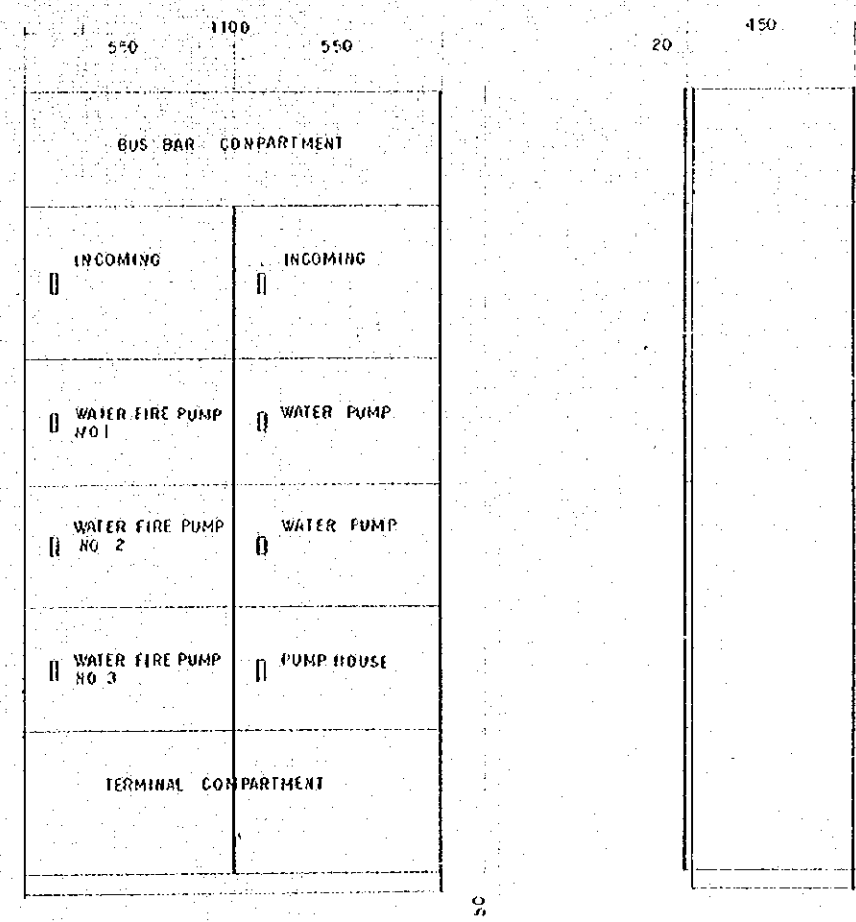 1100
550 550
20
450
BUS BAR COMPARTMENT
INCOMING
INCOMING
WATER FIRE PUMP
NO 1
WATER PUMP
WATER FIRE PUMP
NO 2
WATER PUMP
WATER FIRE PUMP
NO 3
PUMP HOUSE
TERMINAL COMPARTMENT
50